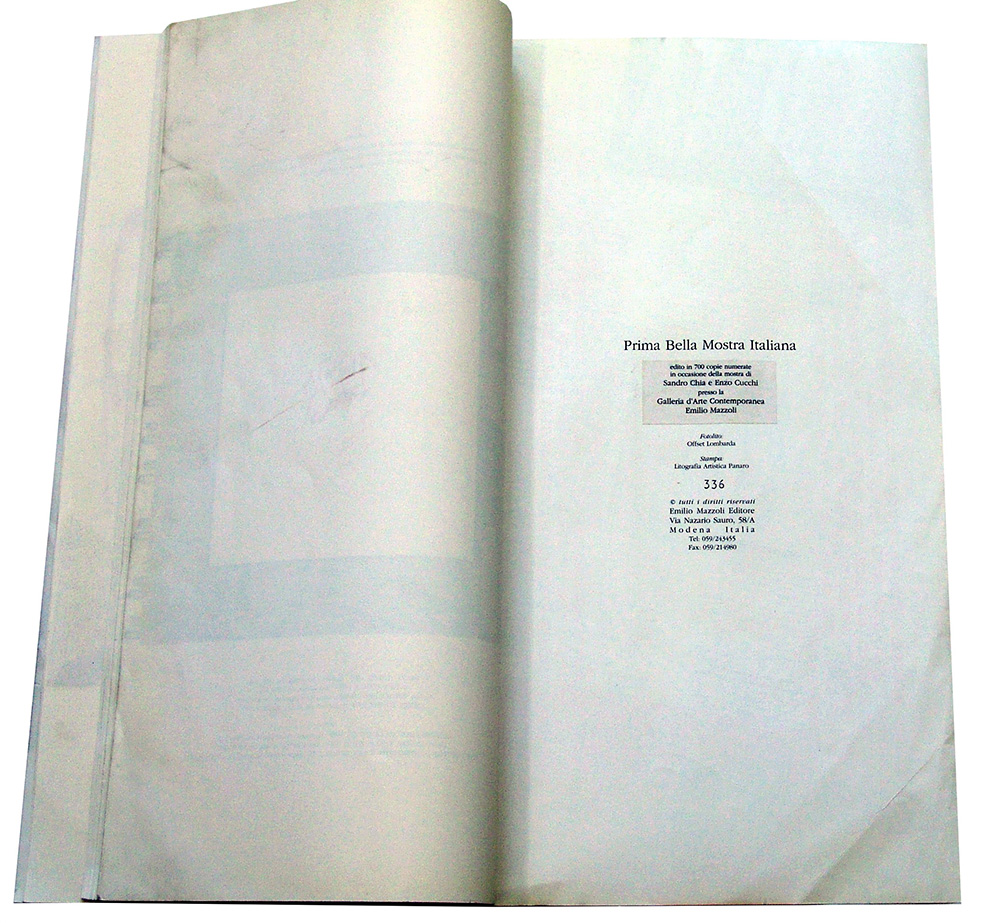 Prima Bella Mostra Italiana
edito in 700 copie numerate
in occasione della mostra di
Sandro Chia e Enzo Cucchi
presso la
Galleria d'Arte Contemporanea
Emilio Mazzoli
Fotolito:
Offset Lombarda
Stampa:
Litografia Artistica Panaro
336
© tutti i diritti riservati
Emilio Mazzoli Editore
Via Nazario Sauro, 58/A
Modena Italia
Tel: 059/243455
Fax: 059/214980